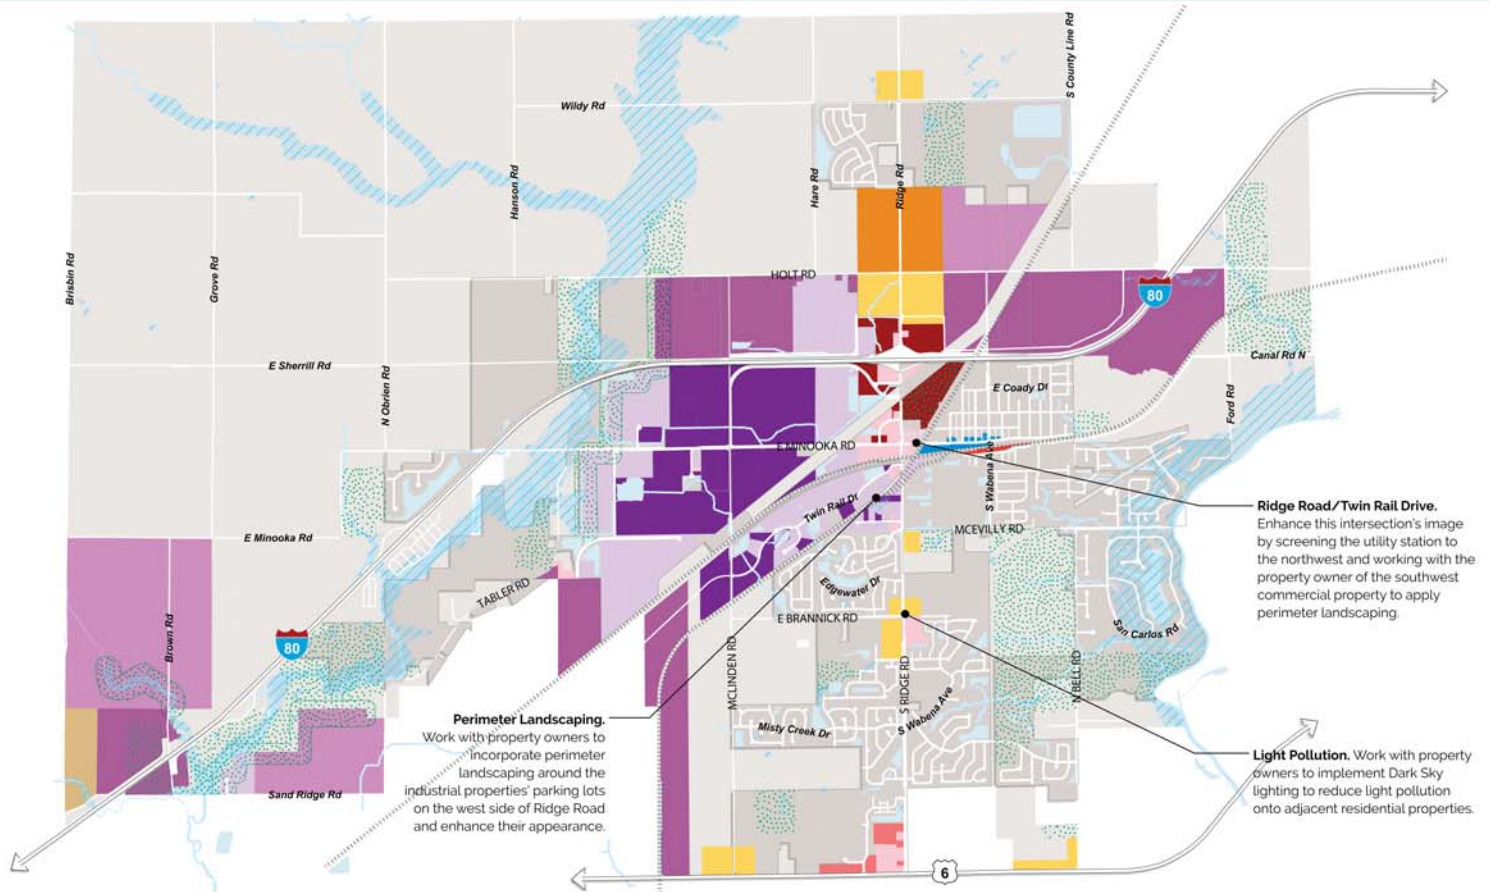 S County Line Rd
Wildy Rd
Hanson Rd
Hare Rd
Ridge Rd
Brisbin Rd
Grove Rd
HOLT RD
80
E Sherrill Rd
N Obrien Rd
Canal Rd N
E Coady Dr
Ford Rd
E MINOOKA RD
S Wabena Ave
Twin Rail Dr
MCEVILLY RD
E Minooka Rd
Ridge Road/Twin Rail Drive.
Enhance this intersection's image
by screening the utility station to
the northwest and working with the
property owner of the southwest
commercial property to apply
perimeter landscaping.
TABLER RD
Edgewater Dr
E BRANNICK RD
San Carlos Rd
Brown Rd
80
MCLINDEN RD
S RIDGE RD
N BELL RD
S Wabena Ave
Misty Creek Dr
Perimeter Landscaping.
Work with property owners to
incorporate perimeter
landscaping around the
industrial properties' parking lots
on the west side of Ridge Road
and enhance their appearance.
Light Pollution. Work with property
owners to implement Dark Sky
lighting to reduce light pollution
onto adjacent residential properties.
Sand Ridge Rd
6